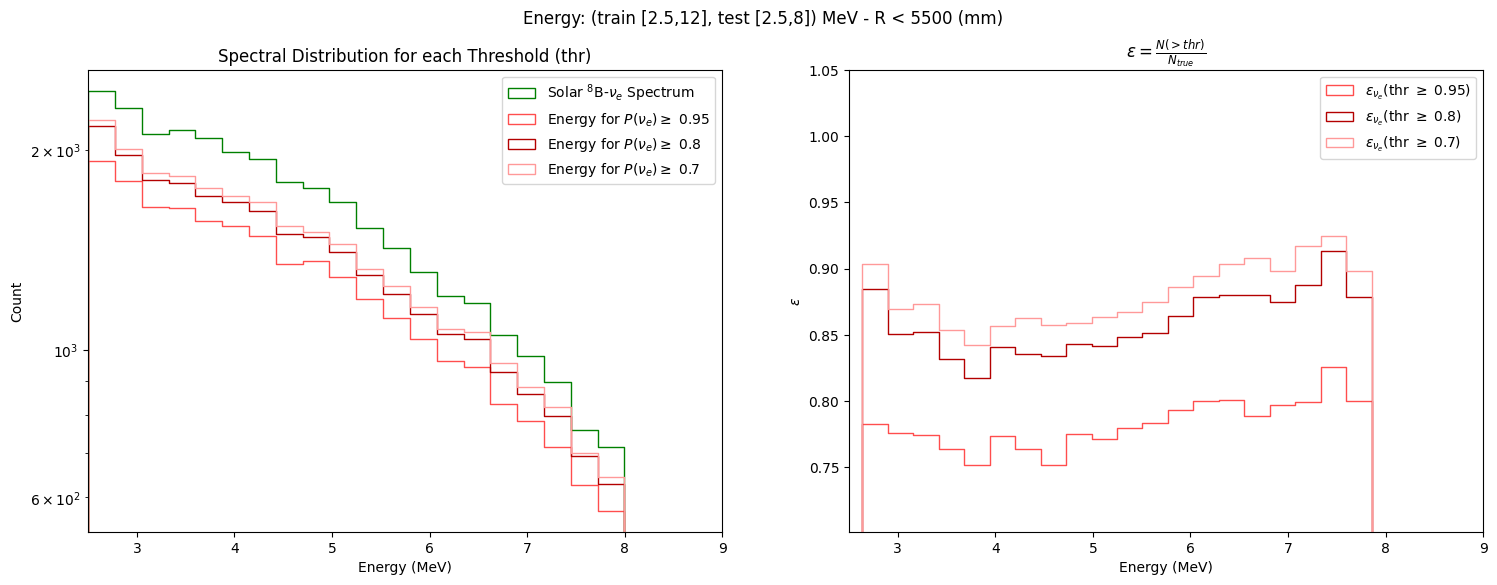 Energy: (train [2.5,12], test [2.5,8]) MeV - R < 5500 (mm)
Spectral Distribution for each Threshold (thr)
Solar ⁸B-νₑ Spectrum
Energy for P(νₑ) ≥ 0.95
Energy for P(νₑ) ≥ 0.8
Energy for P(νₑ) ≥ 0.7
2 × 10³
10³
6 × 10²
Count
3 4 5 6 7 8 9
Energy (MeV)
ε = N(>thr)/N_true
ε_νₑ(thr ≥ 0.95)
ε_νₑ(thr ≥ 0.8)
ε_νₑ(thr ≥ 0.7)
1.05
1.00
0.95
0.90
0.85
0.80
0.75
ε
3 4 5 6 7 8 9
Energy (MeV)